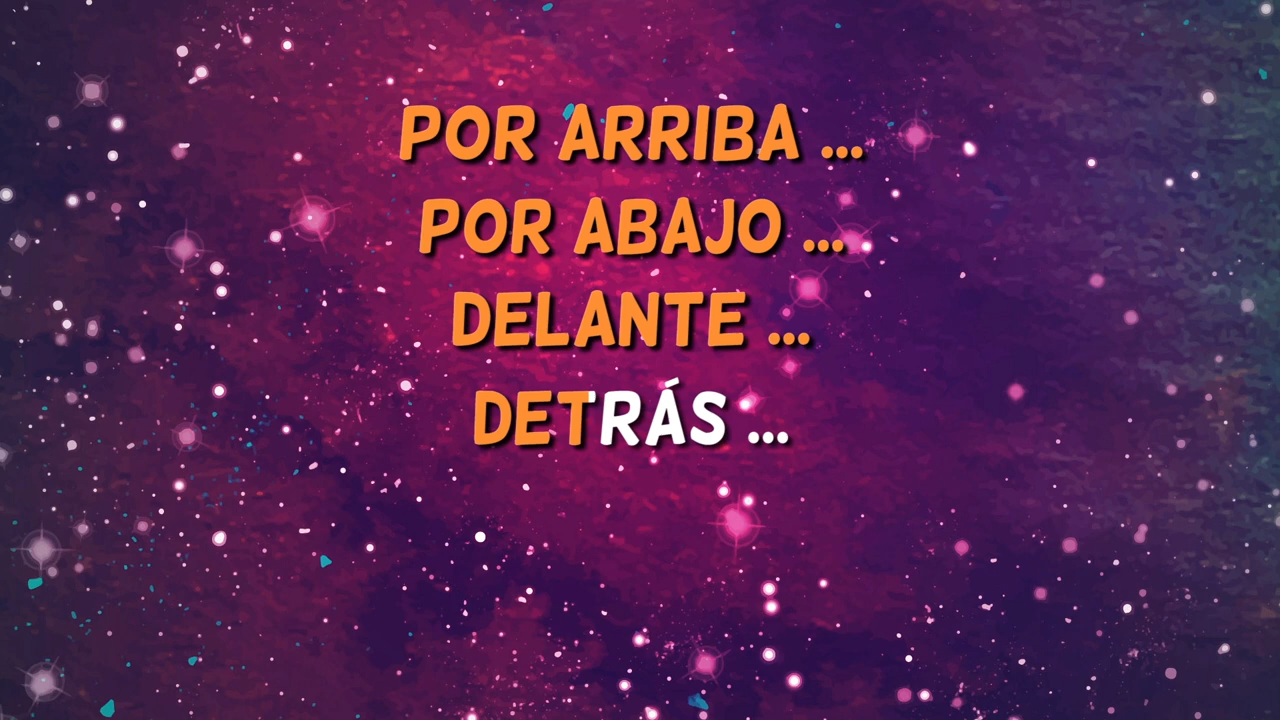 POR ARRIBA ...
POR ABAJO ...
DELANTE ...
DETRÁS ...